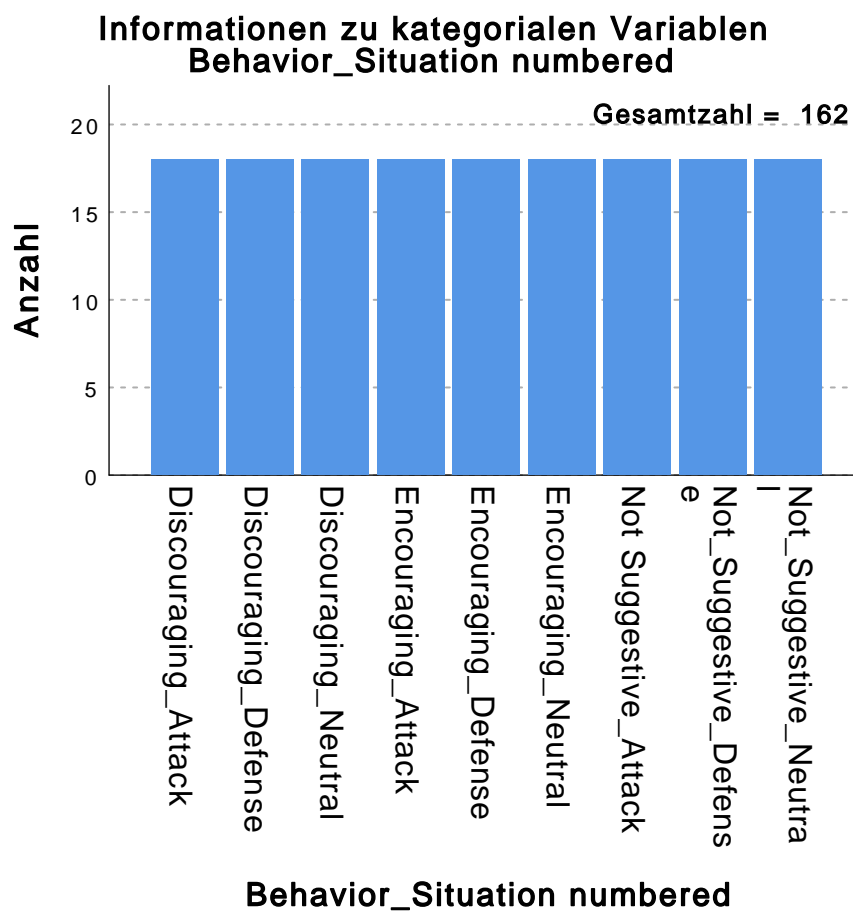 Informationen zu kategorialen Variablen
Behavior_Situation numbered
Gesamtzahl = 162
20
15
10
5
0
Anzahl
Discouraging_Attack
Discouraging_Defense
Discouraging_Neutral
Encouraging_Attack
Encouraging_Defense
Encouraging_Neutral
Not Suggestive_Attack
Not_Suggestive_Defens
e
Not_Suggestive_Neutra
l
Behavior_Situation numbered